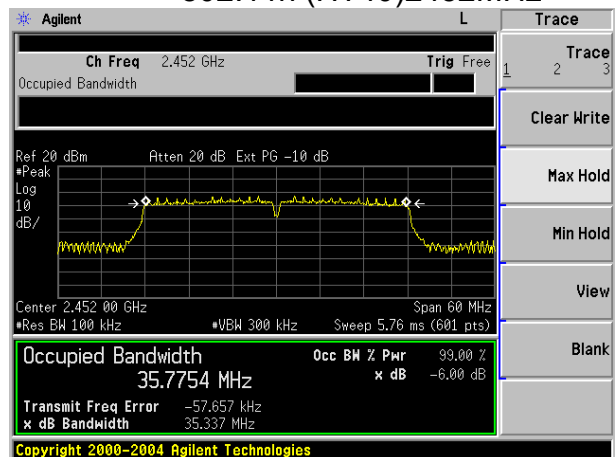 Agilent L Trace
Ch Freq 2.452 GHz Trig Free
Occupied Bandwidth
Trace
1 2 3
Clear Write
Max Hold
Min Hold
View
Blank
Ref 20 dBm Atten 20 dB Ext PG -10 dB
#Peak
Log
10
dB/
Center 2.452 00 GHz Span 60 MHz
#Res BW 100 kHz #VBW 300 kHz Sweep 5.76 ms (601 pts)
Occupied Bandwidth Occ BW % Pwr 99.00 %
35.7754 MHz x dB -6.00 dB
Transmit Freq Error -57.657 kHz
x dB Bandwidth 35.337 MHz
Copyright 2000-2004 Agilent Technologies